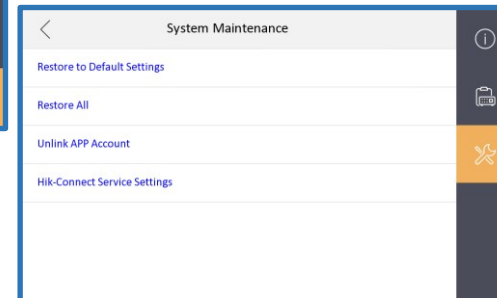 System Maintenance
Restore to Default Settings
Restore All
Unlink APP Account
Hik-Connect Service Settings